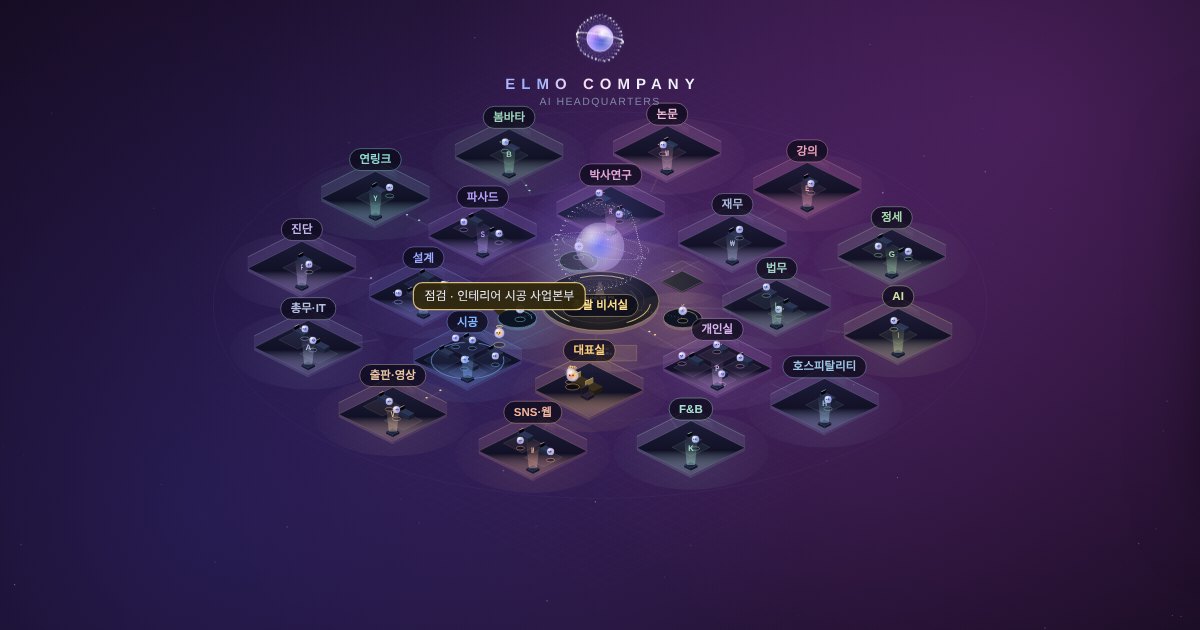 ELMO COMPANY
AI HEADQUARTERS
봄바타
논문
강의
연링크
박사연구
파사드
재무
정세
진단
설계
법무
점검 · 인테리어 시공 사업본부
괄 비서실
AI
총무·IT
시공
개인실
대표실
호스피탈리티
출판·영상
SNS·웹
F&B
B
Y
S
R
W
G
A
K